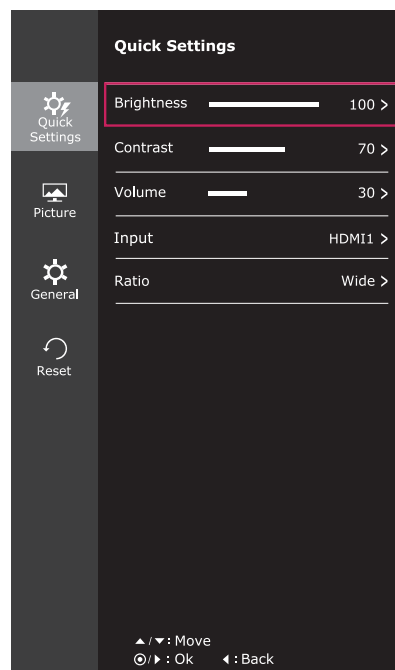 Quick Settings
Quick
Settings
Picture
General
Reset
Brightness 100 >
Contrast 70 >
Volume 30 >
Input HDMI1 >
Ratio Wide >
▲/▼: Move
◉/▶: Ok ◀: Back